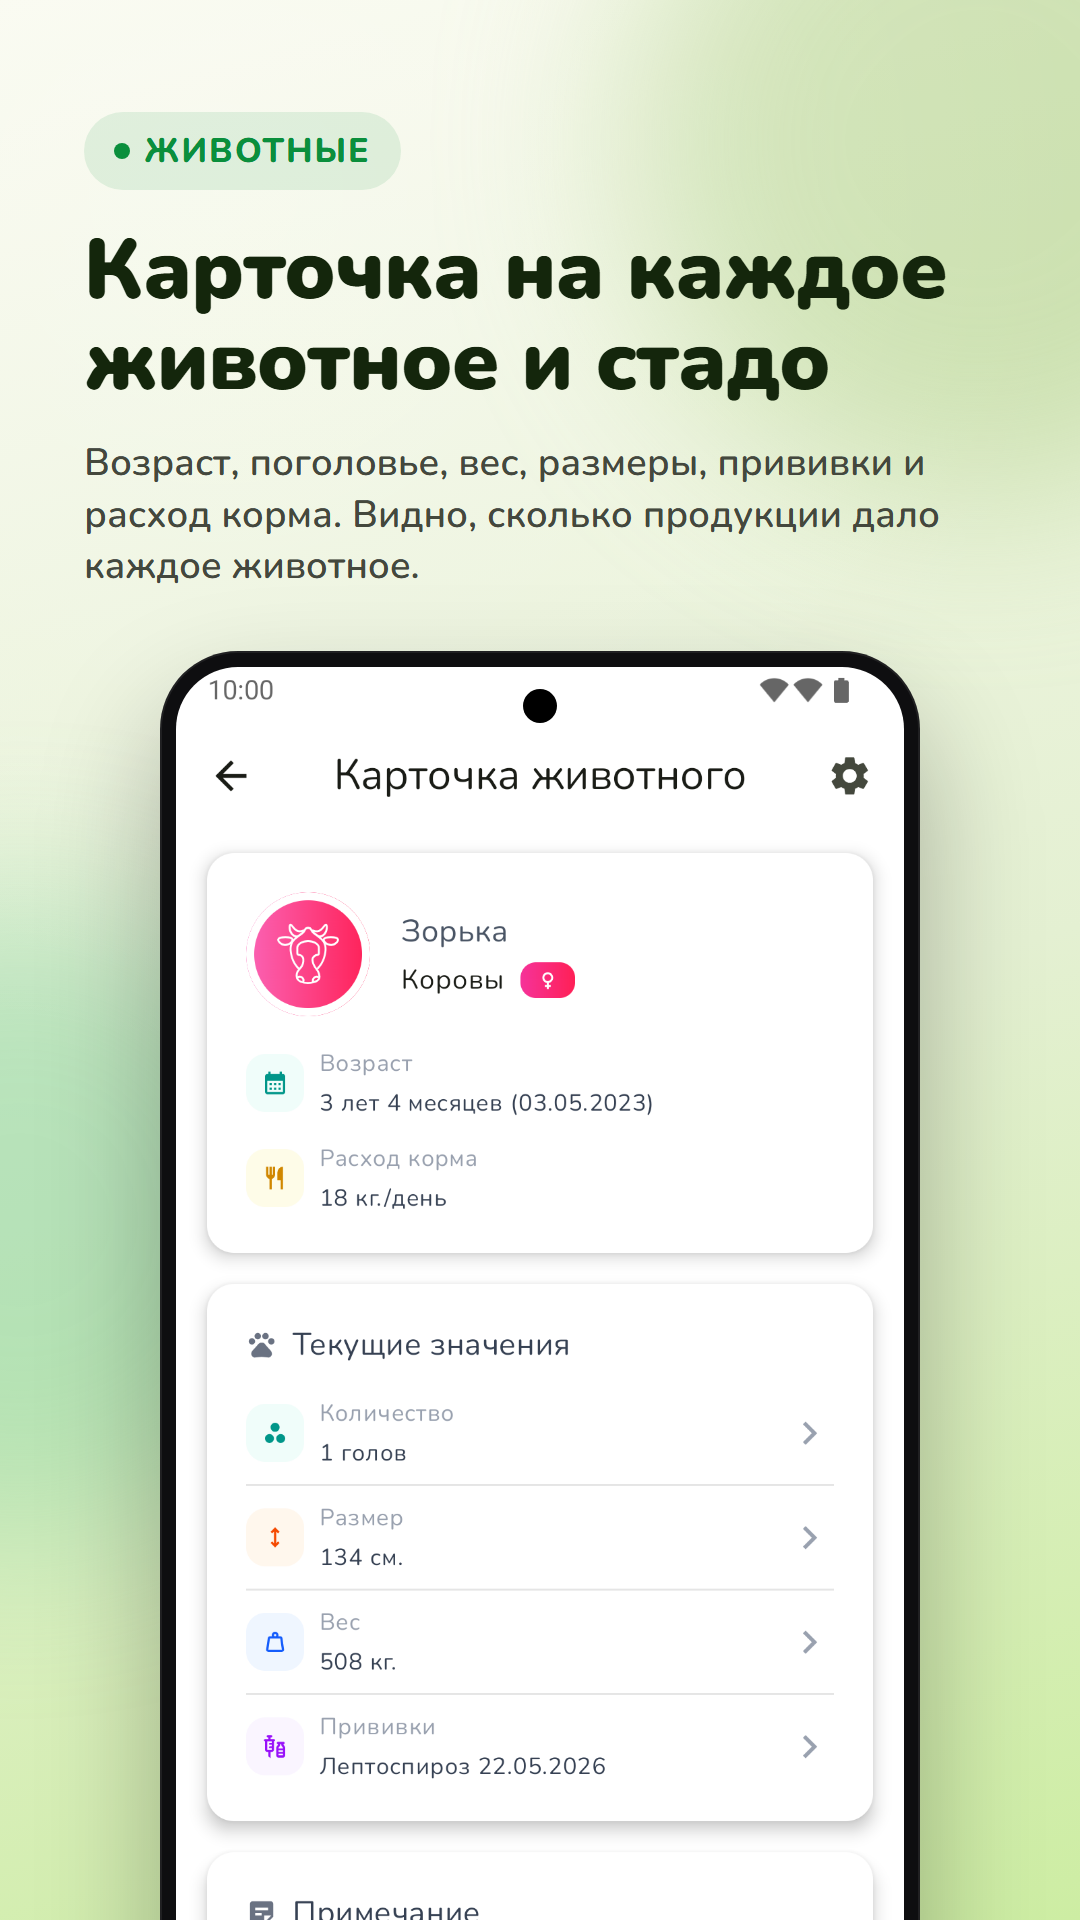 ЖИВОТНЫЕ
Карточка на каждое
животное и стадо
Возраст, поголовье, вес, размеры, прививки и
расход корма. Видно, сколько продукции дало
каждое животное.
10:00
Карточка животного
Зорька
Коровы
Возраст
3 лет 4 месяцев (03.05.2023)
Расход корма
18 кг./день
Текущие значения
Количество
1 голов
Размер
134 см.
Вес
508 кг.
Прививки
Лептоспироз 22.05.2026
Примечание